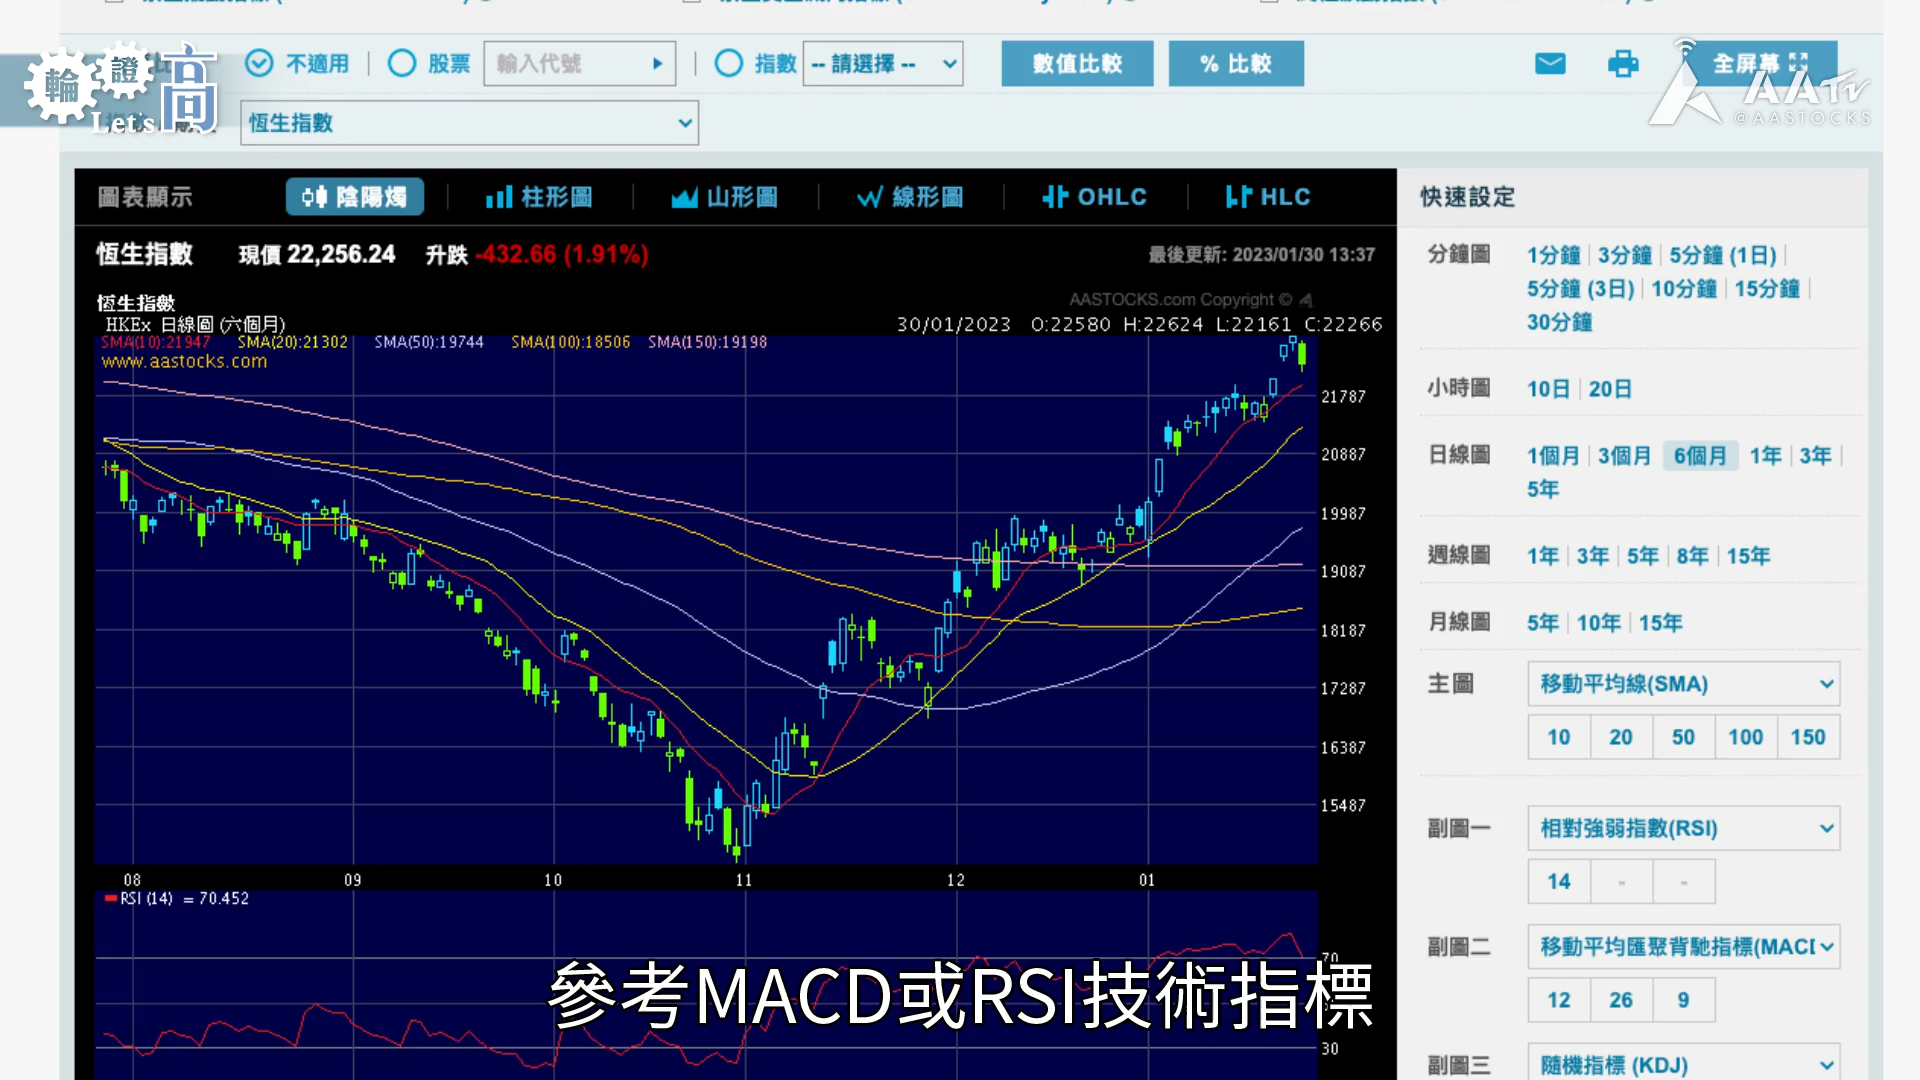 不適用 | 股票 輸入代號 | 指數 -- 請選擇 -- 數值比較 % 比較 全屏幕
輪證高
Let's
AATV
@AASTOCKS
恆生指數
圖表顯示 陰陽燭 柱形圖 山形圖 線形圖 OHLC HLC
恆生指數 現價 22,256.24 升跌 -432.66 (1.91%) 最後更新: 2023/01/30 13:37
恆生指數
AASTOCKS.com Copyright ©
HKEx 日線圖 (六個月) 30/01/2023 O:22580 H:22624 L:22161 C:22266
SMA(10):21947 SMA(20):21302 SMA(50):19744 SMA(100):18506 SMA(150):19198
www.aastocks.com
21787
20887
19987
19087
18187
17287
16387
15487
08 09 10 11 12 01
RSI (14) = 70.452
70
30
快速設定
分鐘圖 1分鐘 | 3分鐘 | 5分鐘 (1日) |
5分鐘 (3日) | 10分鐘 | 15分鐘 |
30分鐘
小時圖 10日 | 20日
日線圖 1個月 | 3個月 6個月 1年 | 3年 |
5年
週線圖 1年 | 3年 | 5年 | 8年 | 15年
月線圖 5年 | 10年 | 15年
主圖 移動平均線(SMA)
10 20 50 100 150
副圖一 相對強弱指數(RSI)
14 - -
副圖二 移動平均匯聚背馳指標(MACD
12 26 9
副圖三 隨機指標 (KDJ)
參考MACD或RSI技術指標